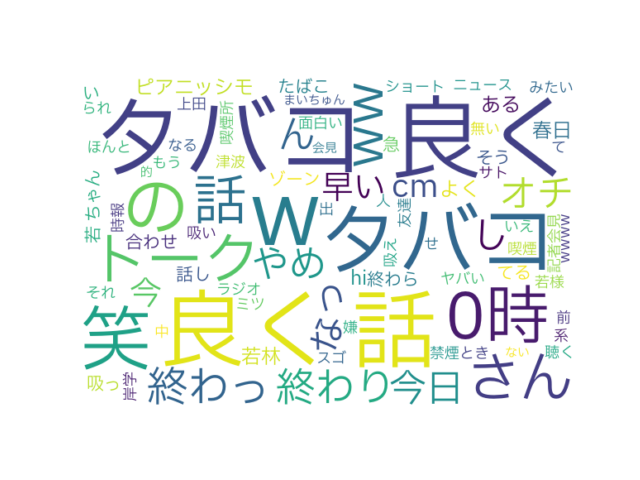 い
ピアニッシモ
たばこ
ショート
ニュース
みたい
られ
上田
まいちゅん
ある
タバコ
良く
喫煙所
ん
面白い
会見
www
急
無い
春日
て
ほんと
なる
もう
津波
そう
的
ゾーン
早い
cm
よく
サト
オチ
若ちゃん
の
話
時報
w
タバコ
出
人
友達
せ
し
いえ
記者会見
wwww
合わせ
吸い
トーク
やめ
吸え
喫煙
それ
今
話し
hi
終わら
ヤバい
てる
若様
ラジオ
ミツ
なっ
笑
良く
話
0時
中
嫌
前
系
若林
スゴ
禁煙
とき
ない
聴く
吸っ
岸学
終わっ
終わり
今日
さん